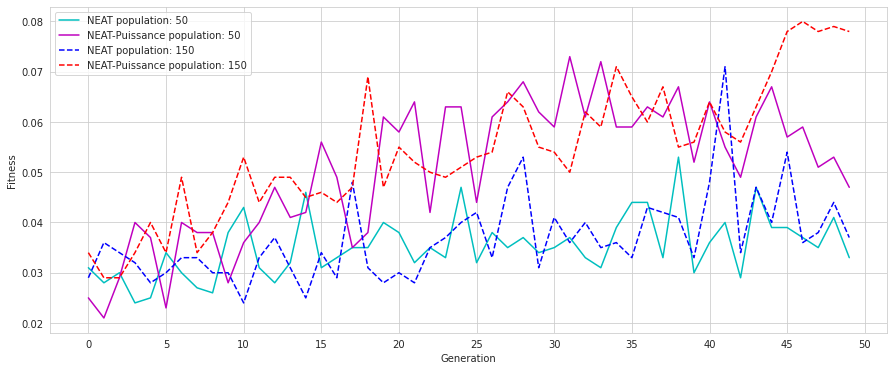 NEAT population: 50
NEAT-Puissance population: 50
NEAT population: 150
NEAT-Puissance population: 150
0.08
0.07
0.06
0.05
0.04
0.03
0.02
Fitness
0 5 10 15 20 25 30 35 40 45 50
Generation